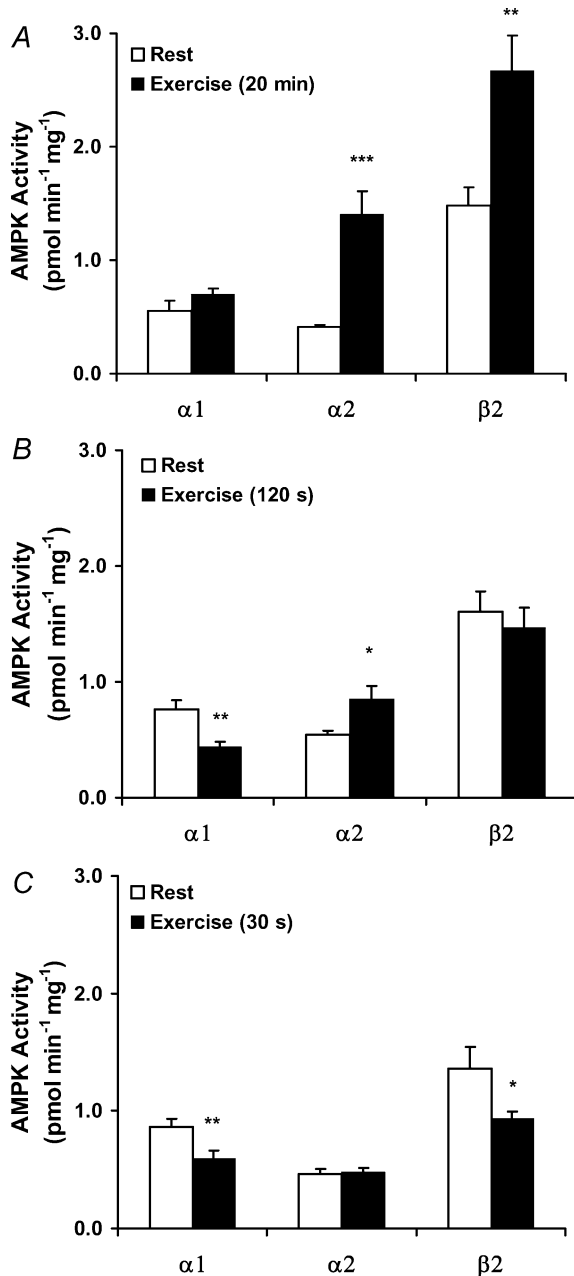 A
3.0
**
Rest
Exercise (20 min)
2.0
***
AMPK Activity
(pmol min⁻¹ mg⁻¹)
1.0
0.0
α1 α2 β2
B
3.0
Rest
Exercise (120 s)
2.0
AMPK Activity
(pmol min⁻¹ mg⁻¹)
*
1.0
**
0.0
α1 α2 β2
C
3.0
Rest
Exercise (30 s)
2.0
AMPK Activity
(pmol min⁻¹ mg⁻¹)
1.0
** *
0.0
α1 α2 β2